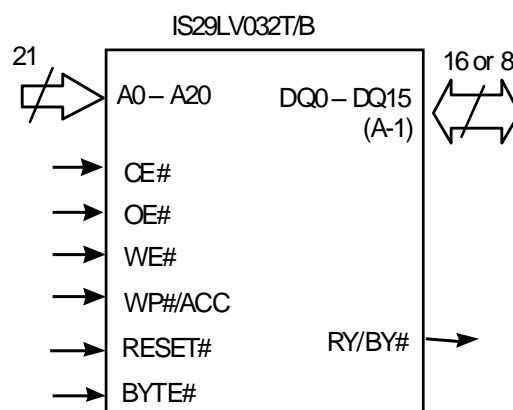 IS29LV032T/B
21
16 or 8
A0 – A20
DQ0 – DQ15
(A-1)
CE#
OE#
WE#
WP#/ACC
RESET#
RY/BY#
BYTE#